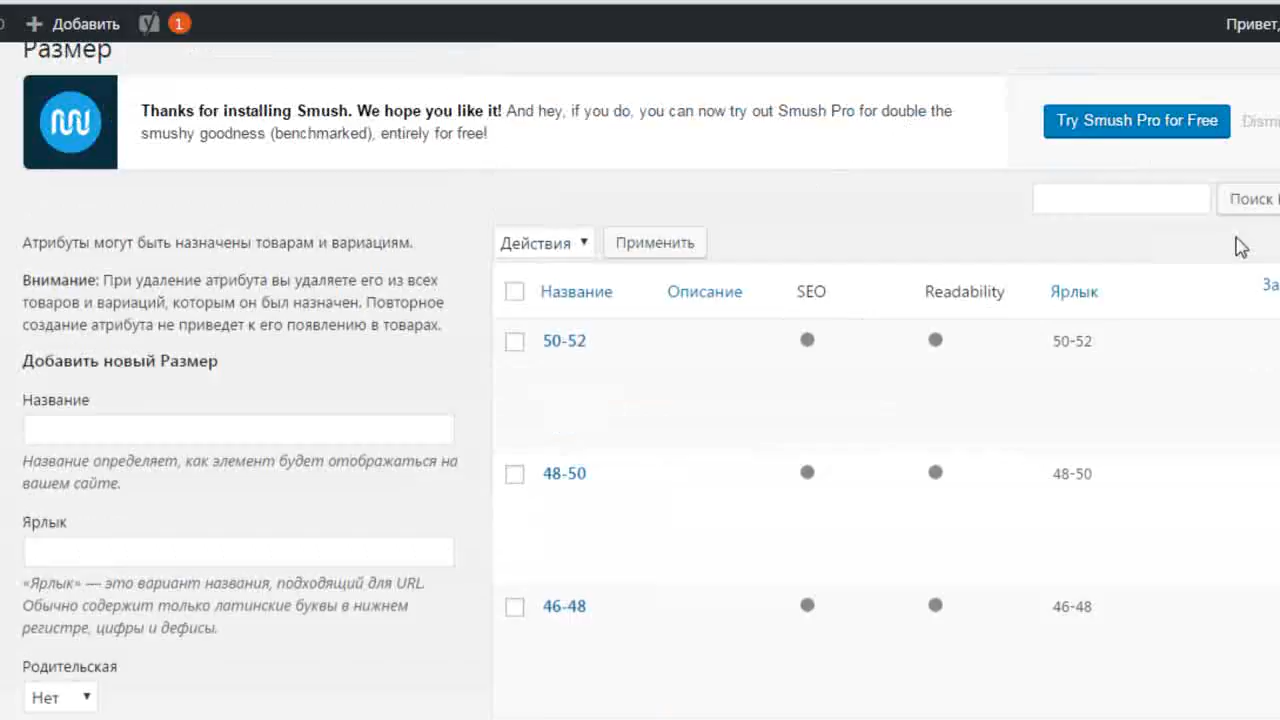 Добавить
1
Привет,
Размер
Thanks for installing Smush. We hope you like it! And hey, if you do, you can now try out Smush Pro for double the
smushy goodness (benchmarked), entirely for free!
Try Smush Pro for Free
Dismi
Поиск
Атрибуты могут быть назначены товарам и вариациям.
Действия
Применить
Внимание: При удаление атрибута вы удаляете его из всех
товаров и вариаций, которым он был назначен. Повторное
создание атрибута не приведет к его появлению в товарах.
Добавить новый Размер
Название
Название определяет, как элемент будет отображаться на
вашем сайте.
Ярлык
«Ярлык» — это вариант названия, подходящий для URL.
Обычно содержит только латинские буквы в нижнем
регистре, цифры и дефисы.
Родительская
Нет
Название Описание SEO Readability Ярлык За
50-52 50-52
48-50 48-50
46-48 46-48